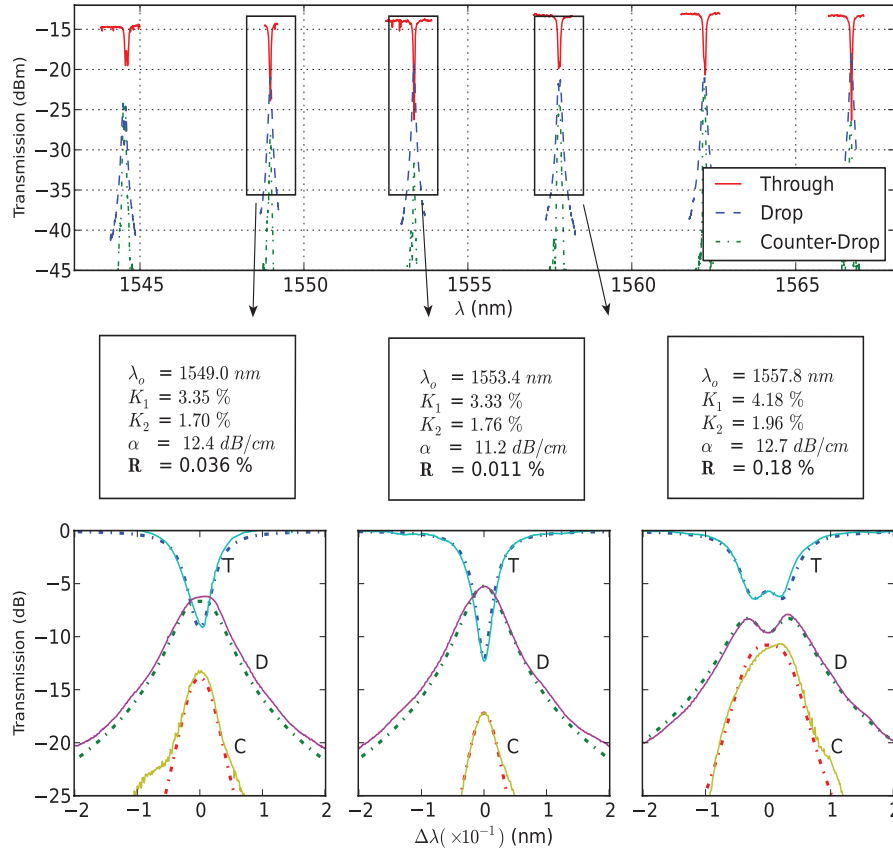 Transmission (dBm)
−15
−20
−25
−30
−35
−40
−45
Through
Drop
Counter-Drop
1545 1550 1555 1560 1565
λ (nm)
λₒ = 1549.0 nm
K₁ = 3.35 %
K₂ = 1.70 %
α = 12.4 dB/cm
R = 0.036 %
λₒ = 1553.4 nm
K₁ = 3.33 %
K₂ = 1.76 %
α = 11.2 dB/cm
R = 0.011 %
λₒ = 1557.8 nm
K₁ = 4.18 %
K₂ = 1.96 %
α = 12.7 dB/cm
R = 0.18 %
Transmission (dB)
0
−5
−10
−15
−20
−25
T
D
C
−2 −1 0 1 2
T
D
−2 −1 0 1 2
T
D
C
−2 −1 0 1 2
Δλ(×10⁻¹) (nm)